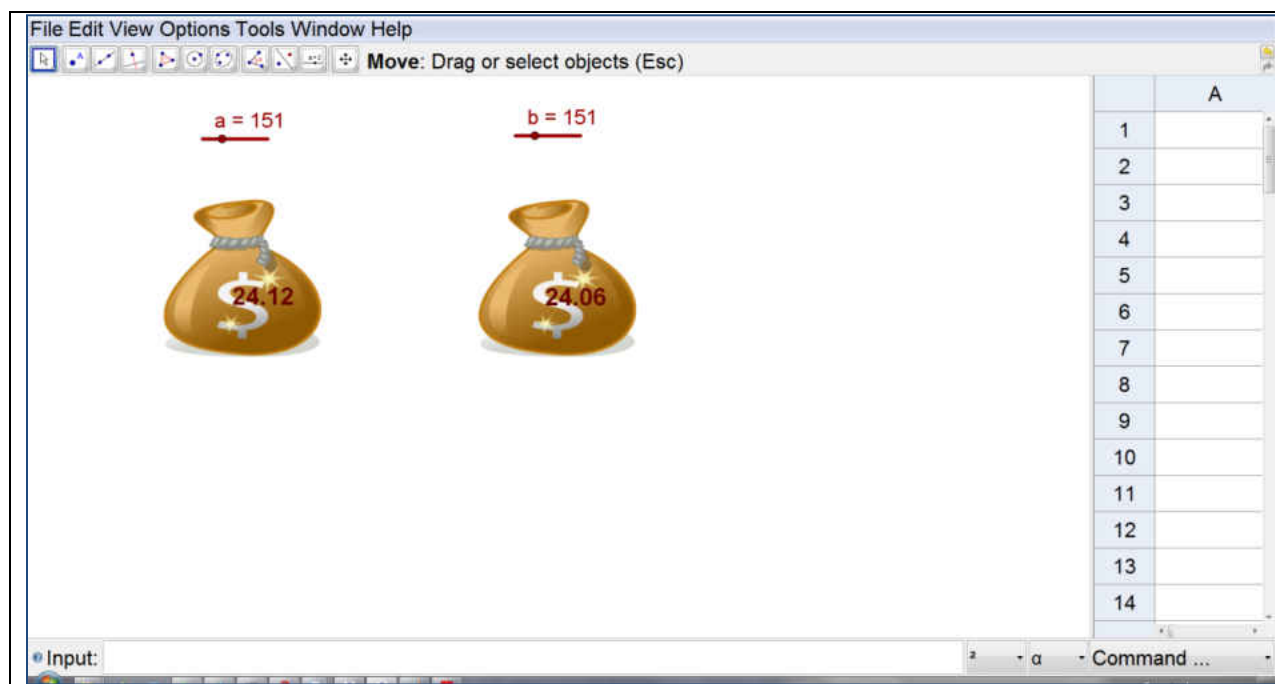 File Edit View Options Tools Window Help
Move: Drag or select objects (Esc)
A
a = 151
b = 151
1
2
3
4
5
6
7
8
9
10
11
12
13
14
$
24.12
$
24.06
Input:
²
α
Command ...